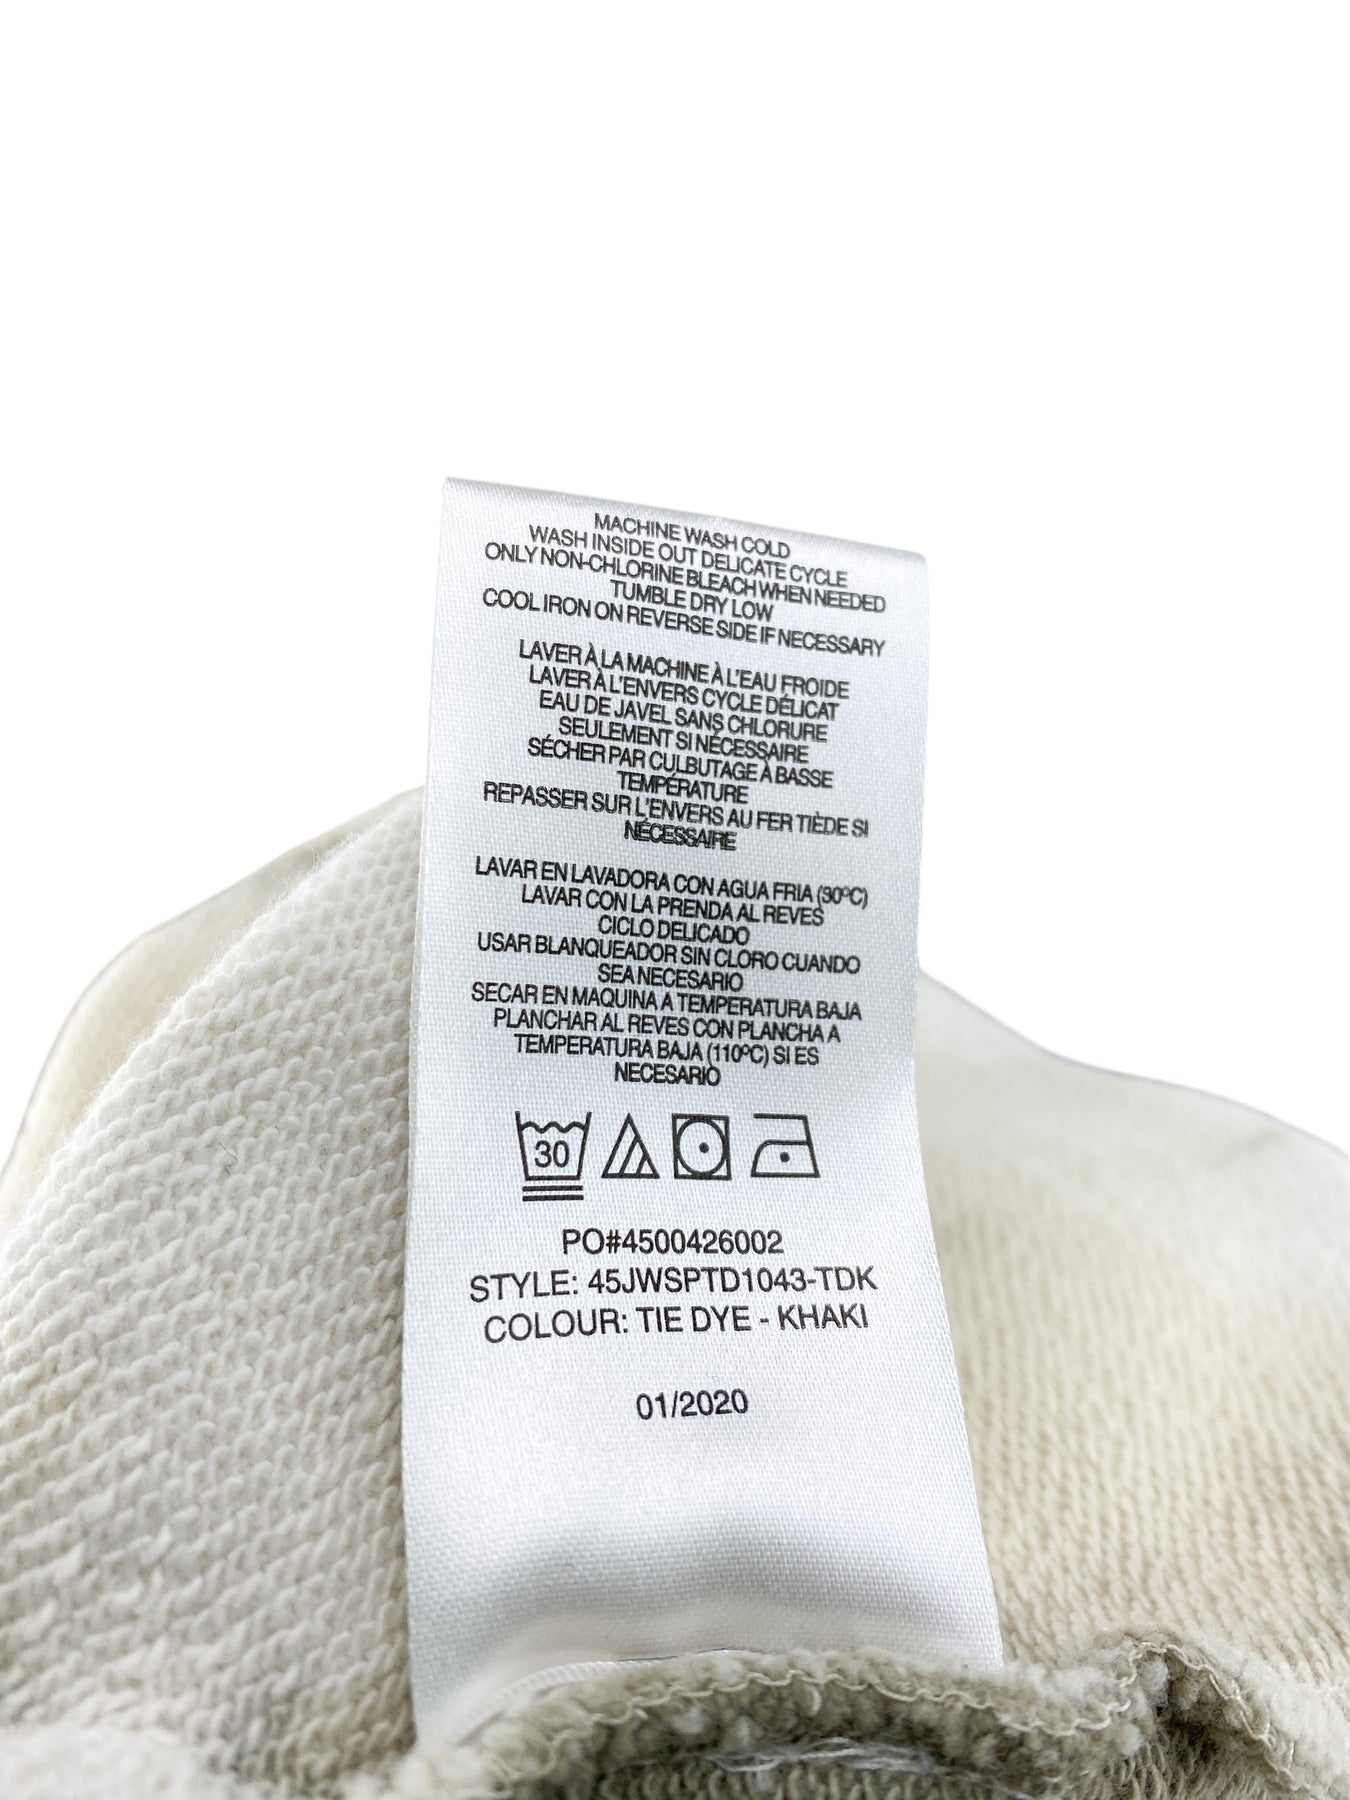 MACHINE WASH COLD
WASH INSIDE OUT DELICATE CYCLE
ONLY NON-CHLORINE BLEACH WHEN NEEDED
TUMBLE DRY LOW
COOL IRON ON REVERSE SIDE IF NECESSARY
LAVER À LA MACHINE À L'EAU FROIDE
LAVER À L'ENVERS CYCLE DÉLICAT
EAU DE JAVEL SANS CHLORURE
SEULEMENT SI NÉCESSAIRE
SÉCHER PAR CULBUTAGE À BASSE
TEMPÉRATURE
REPASSER SUR L'ENVERS AU FER TIÈDE SI
NÉCESSAIRE
LAVAR EN LAVADORA CON AGUA FRIA (30ºC)
LAVAR CON LA PRENDA AL REVES
CICLO DELICADO
USAR BLANQUEADOR SIN CLORO CUANDO
SEA NECESARIO
SECAR EN MAQUINA A TEMPERATURA BAJA
PLANCHAR AL REVES CON PLANCHA A
TEMPERATURA BAJA (110ºC) SI ES
NECESARIO
30
PO#4500426002
STYLE: 45JWSPTD1043-TDK
COLOUR: TIE DYE - KHAKI
01/2020